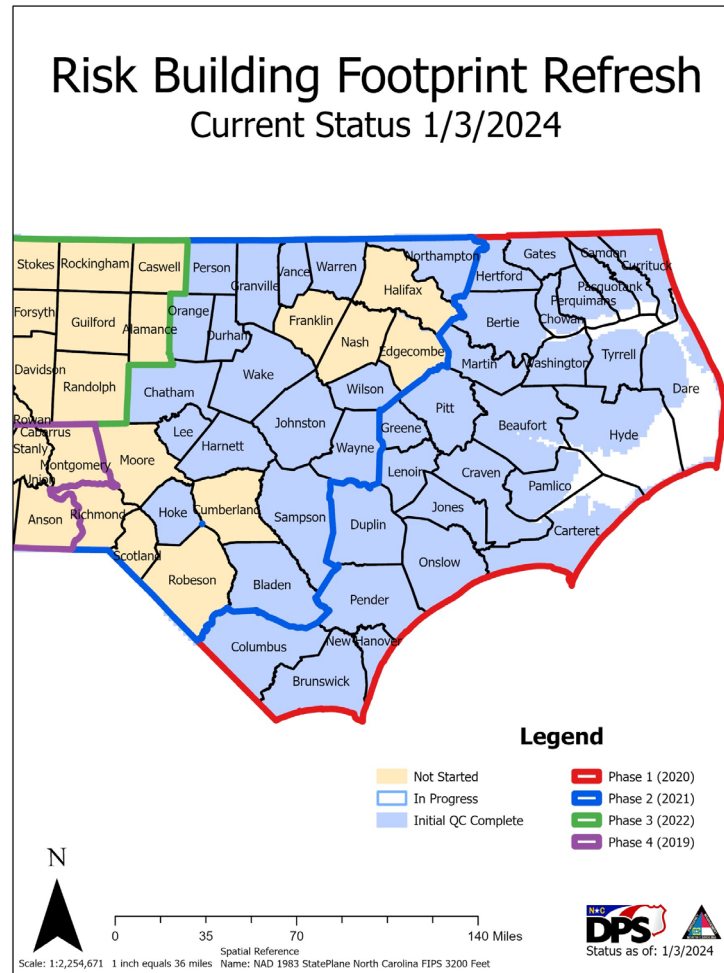 Risk Building Footprint Refresh
Current Status 1/3/2024
Stokes
Rockingham
Caswell
Person
Granville
Vance
Warren
Northampton
Gates
Camden
Currituck
Pasquotank
Perquimans
Hertford
Halifax
Forsyth
Guilford
Alamance
Orange
Durham
Franklin
Nash
Edgecombe
Bertie
Chowan
Davidson
Randolph
Chatham
Wake
Wilson
Martin
Washington
Tyrrell
Dare
Rowan
Cabarrus
Stanly
Montgomery
Union
Moore
Lee
Harnett
Johnston
Wayne
Greene
Pitt
Beaufort
Hyde
Lenoir
Craven
Pamlico
Anson
Richmond
Hoke
Cumberland
Sampson
Duplin
Jones
Carteret
Scotland
Robeson
Bladen
Onslow
Pender
Columbus
New Hanover
Brunswick
Legend
Not Started
In Progress
Initial QC Complete
Phase 1 (2020)
Phase 2 (2021)
Phase 3 (2022)
Phase 4 (2019)
N
0 35 70 140 Miles
Spatial Reference
Scale: 1:2,254,671 1 inch equals 36 miles Name: NAD 1983 StatePlane North Carolina FIPS 3200 Feet
N★C
DPS
Status as of: 1/3/2024